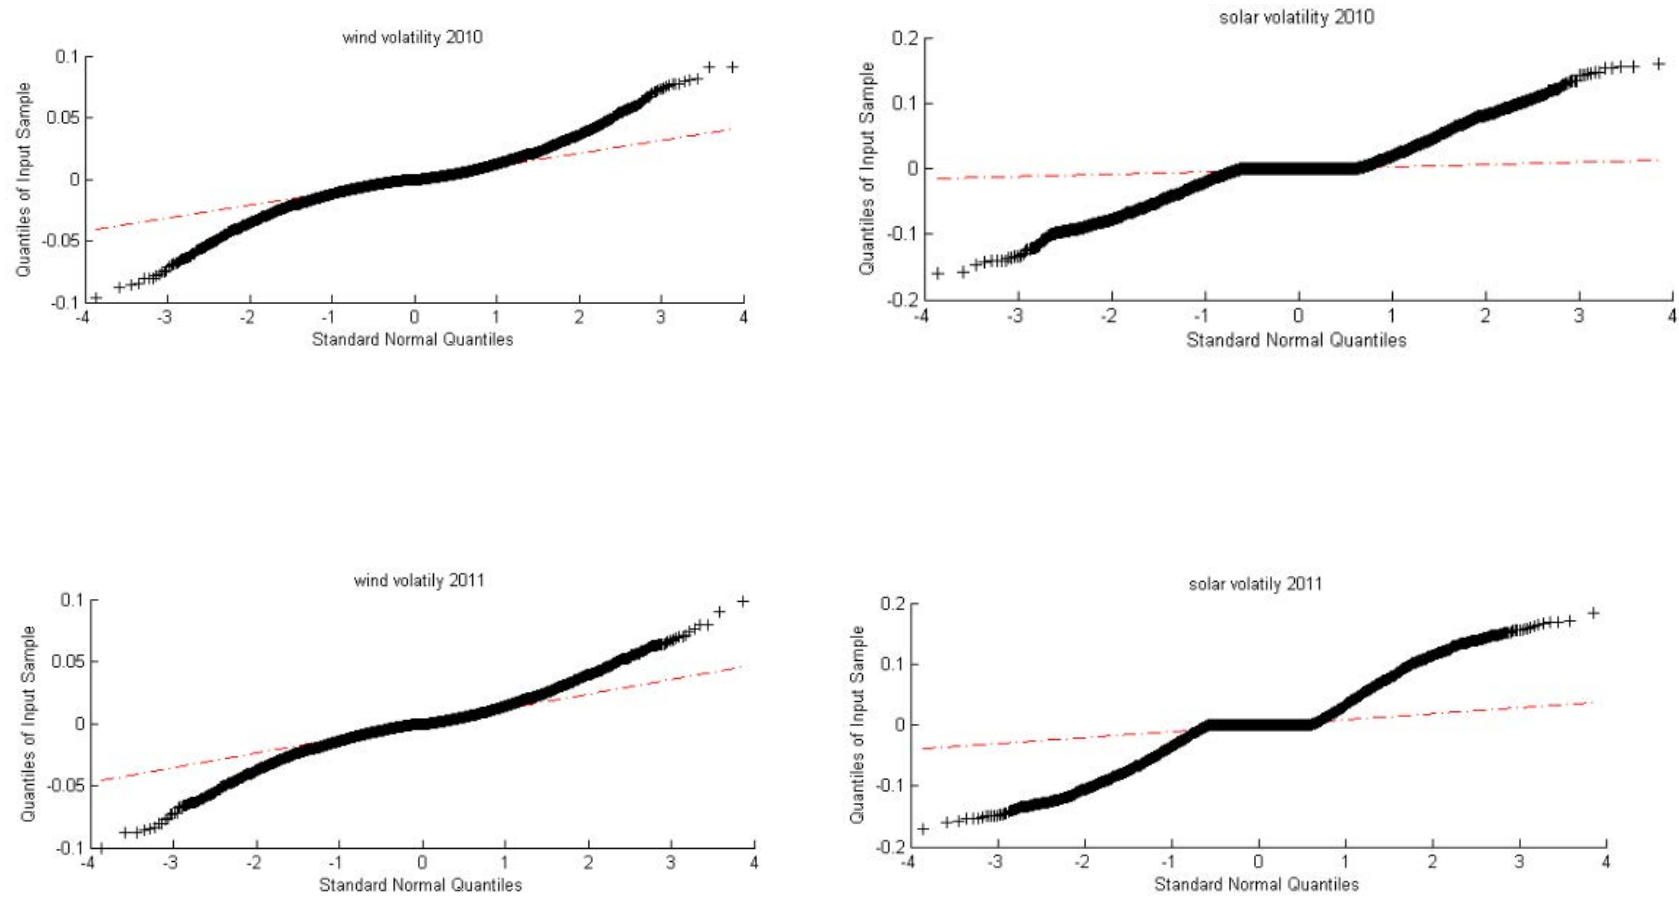 wind volatility 2010
Quantiles of Input Sample
0.1
0.05
0
-0.05
-0.1
-4 -3 -2 -1 0 1 2 3 4
Standard Normal Quantiles
solar volatility 2010
Quantiles of Input Sample
0.2
0.1
0
-0.1
-0.2
-4 -3 -2 -1 0 1 2 3 4
Standard Normal Quantiles
wind volatily 2011
Quantiles of Input Sample
0.1
0.05
0
-0.05
-0.1
-4 -3 -2 -1 0 1 2 3 4
Standard Normal Quantiles
solar volatily 2011
Quantiles of Input Sample
0.2
0.1
0
-0.1
-0.2
-4 -3 -2 -1 0 1 2 3 4
Standard Normal Quantiles